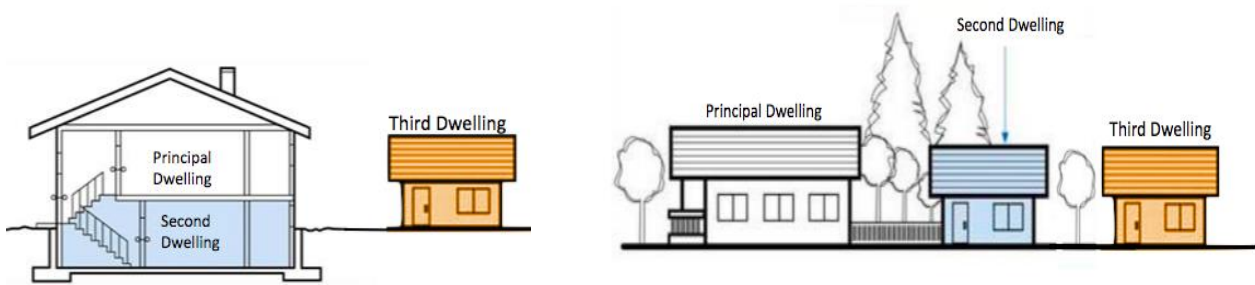 Third Dwelling
Principal
Dwelling
Second
Dwelling
Second Dwelling
Principal Dwelling
Third Dwelling